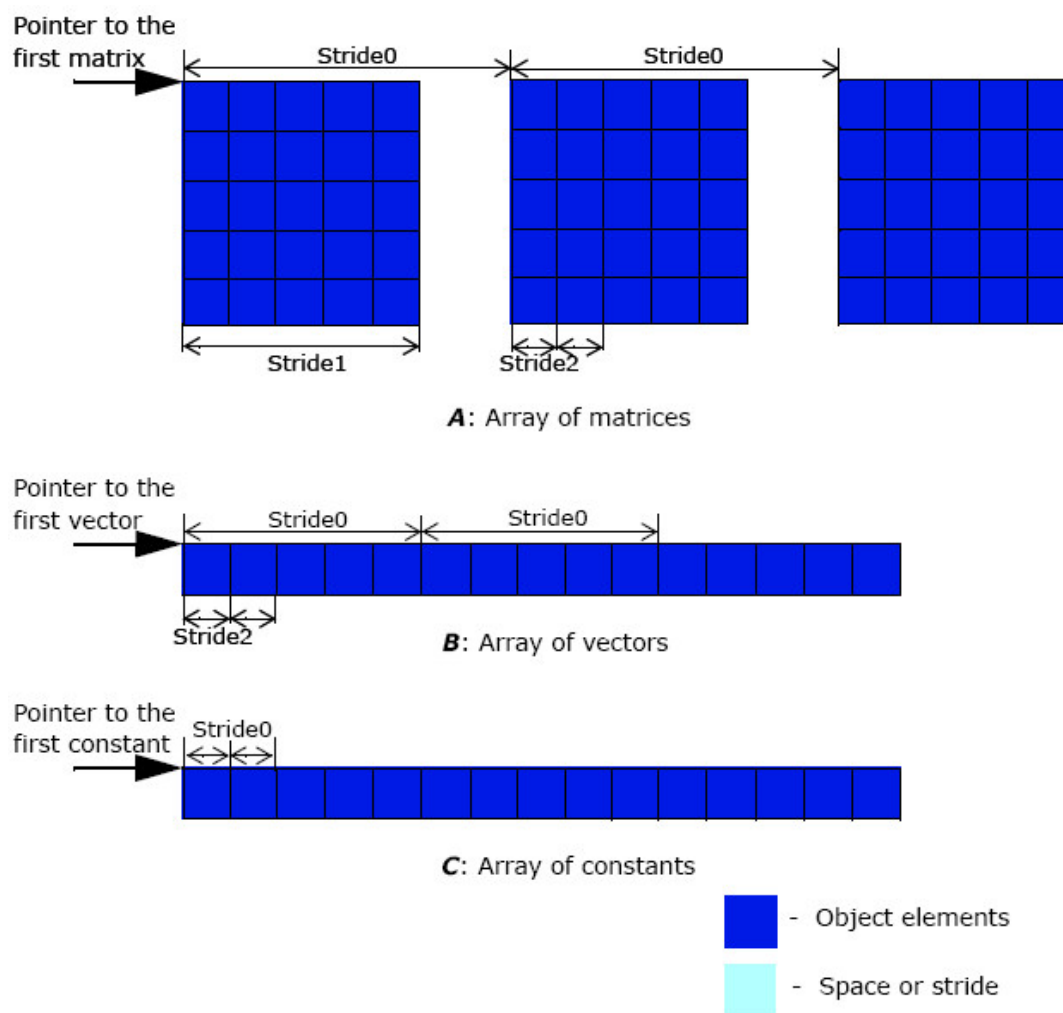 Pointer to the
first matrix
Stride0
Stride0
Stride1
Stride2
A: Array of matrices
Pointer to the
first vector
Stride0
Stride0
Stride2
B: Array of vectors
Pointer to the
first constant
Stride0
C: Array of constants
- Object elements
- Space or stride